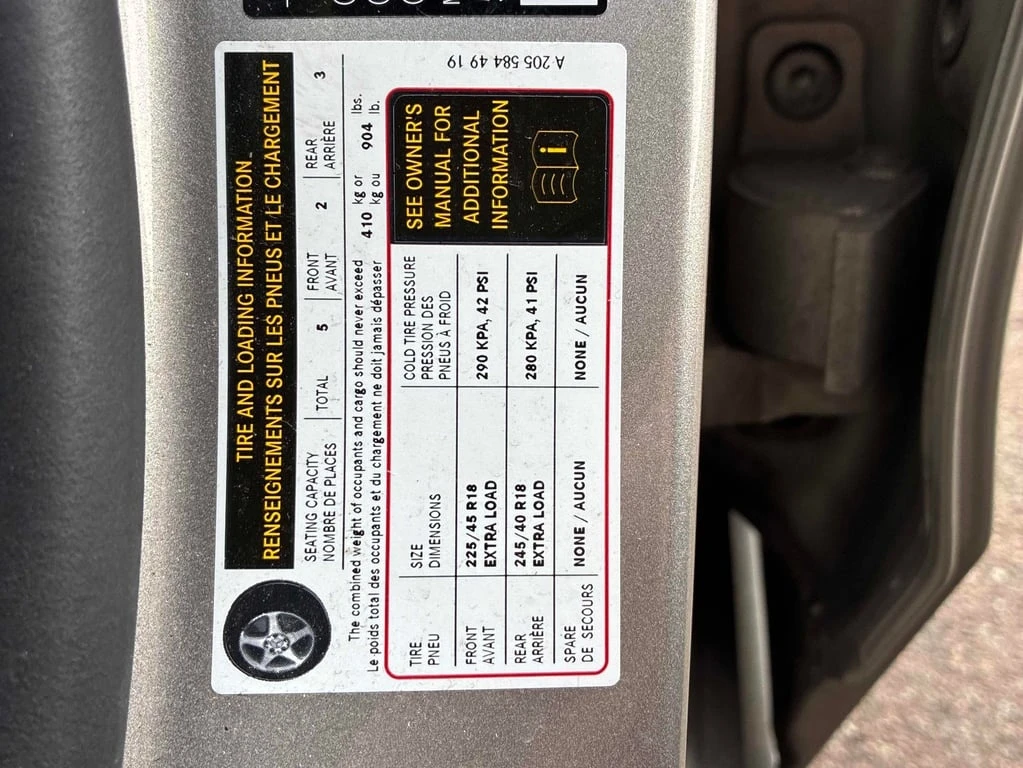 TIRE AND LOADING INFORMATION
RENSEIGNEMENTS SUR LES PNEUS ET LE CHARGEMENT
SEATING CAPACITY
NOMBRE DE PLACES
TOTAL 5
FRONT
AVANT
2
REAR
ARRIÈRE
3
The combined weight of occupants and cargo should never exceed 410 kg or 904 lbs.
Le poids total des occupants et du chargement ne doit jamais dépasser kg ou lb.
TIRE
PNEU
SIZE
DIMENSIONS
COLD TIRE PRESSURE
PRESSION DES
PNEUS À FROID
FRONT
AVANT
225/45 R18
EXTRA LOAD
290 KPA, 42 PSI
REAR
ARRIÈRE
245/40 R18
EXTRA LOAD
280 KPA, 41 PSI
SPARE
DE SECOURS
NONE / AUCUN
NONE / AUCUN
SEE OWNER'S
MANUAL FOR
ADDITIONAL
INFORMATION
i
A 205 584 49 19